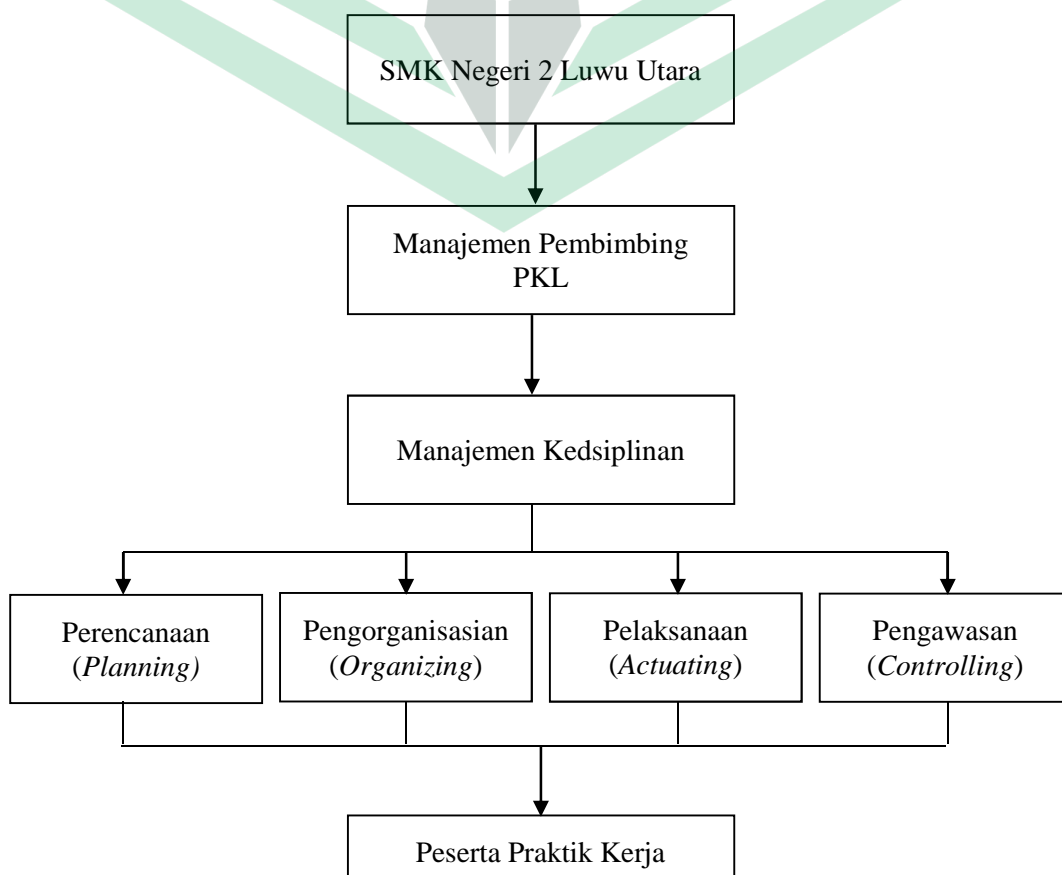 SMK Negeri 2 Luwu Utara
Manajemen Pembimbing
PKL
Manajemen Kedsiplinan
Perencanaan
(Planning)
Pengorganisasian
(Organizing)
Pelaksanaan
(Actuating)
Pengawasan
(Controlling)
Peserta Praktik Kerja